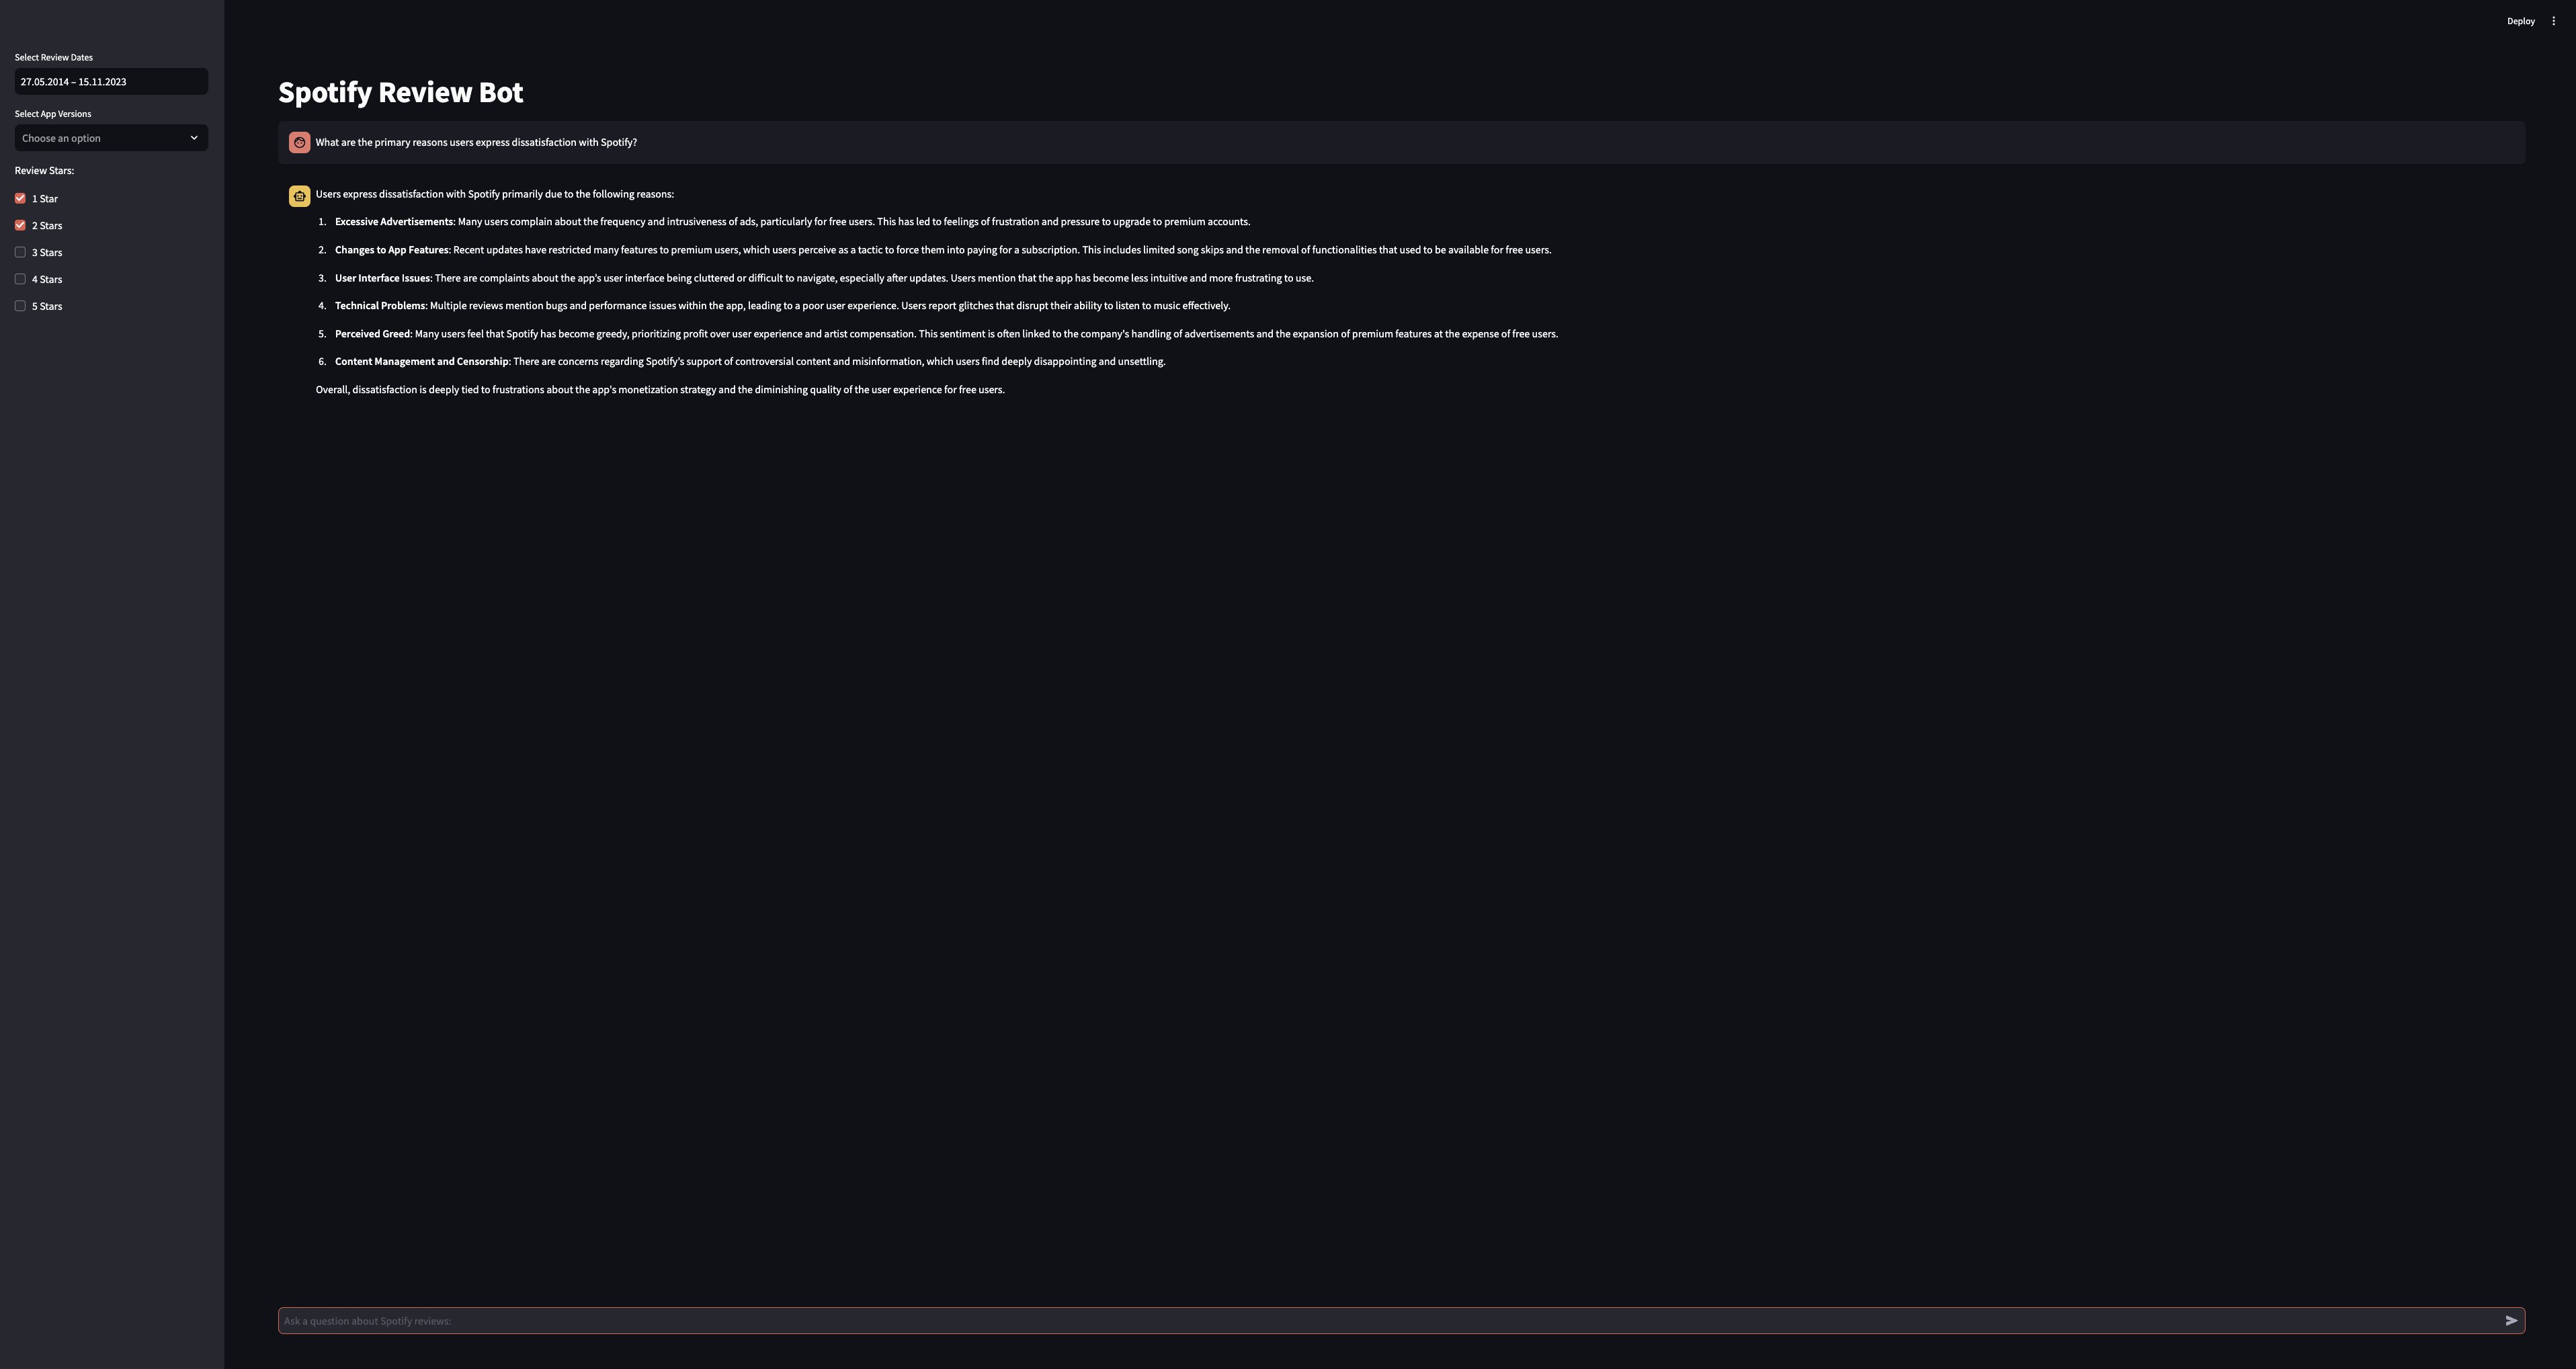 Deploy
Select Review Dates
27.05.2014 – 15.11.2023
Select App Versions
Choose an option
Review Stars:
1 Star
2 Stars
3 Stars
4 Stars
5 Stars
Spotify Review Bot
What are the primary reasons users express dissatisfaction with Spotify?
Users express dissatisfaction with Spotify primarily due to the following reasons:
1. Excessive Advertisements: Many users complain about the frequency and intrusiveness of ads, particularly for free users. This has led to feelings of frustration and pressure to upgrade to premium accounts.
2. Changes to App Features: Recent updates have restricted many features to premium users, which users perceive as a tactic to force them into paying for a subscription. This includes limited song skips and the removal of functionalities that used to be available for free users.
3. User Interface Issues: There are complaints about the app's user interface being cluttered or difficult to navigate, especially after updates. Users mention that the app has become less intuitive and more frustrating to use.
4. Technical Problems: Multiple reviews mention bugs and performance issues within the app, leading to a poor user experience. Users report glitches that disrupt their ability to listen to music effectively.
5. Perceived Greed: Many users feel that Spotify has become greedy, prioritizing profit over user experience and artist compensation. This sentiment is often linked to the company's handling of advertisements and the expansion of premium features at the expense of free users.
6. Content Management and Censorship: There are concerns regarding Spotify's support of controversial content and misinformation, which users find deeply disappointing and unsettling.
Overall, dissatisfaction is deeply tied to frustrations about the app's monetization strategy and the diminishing quality of the user experience for free users.
Ask a question about Spotify reviews: